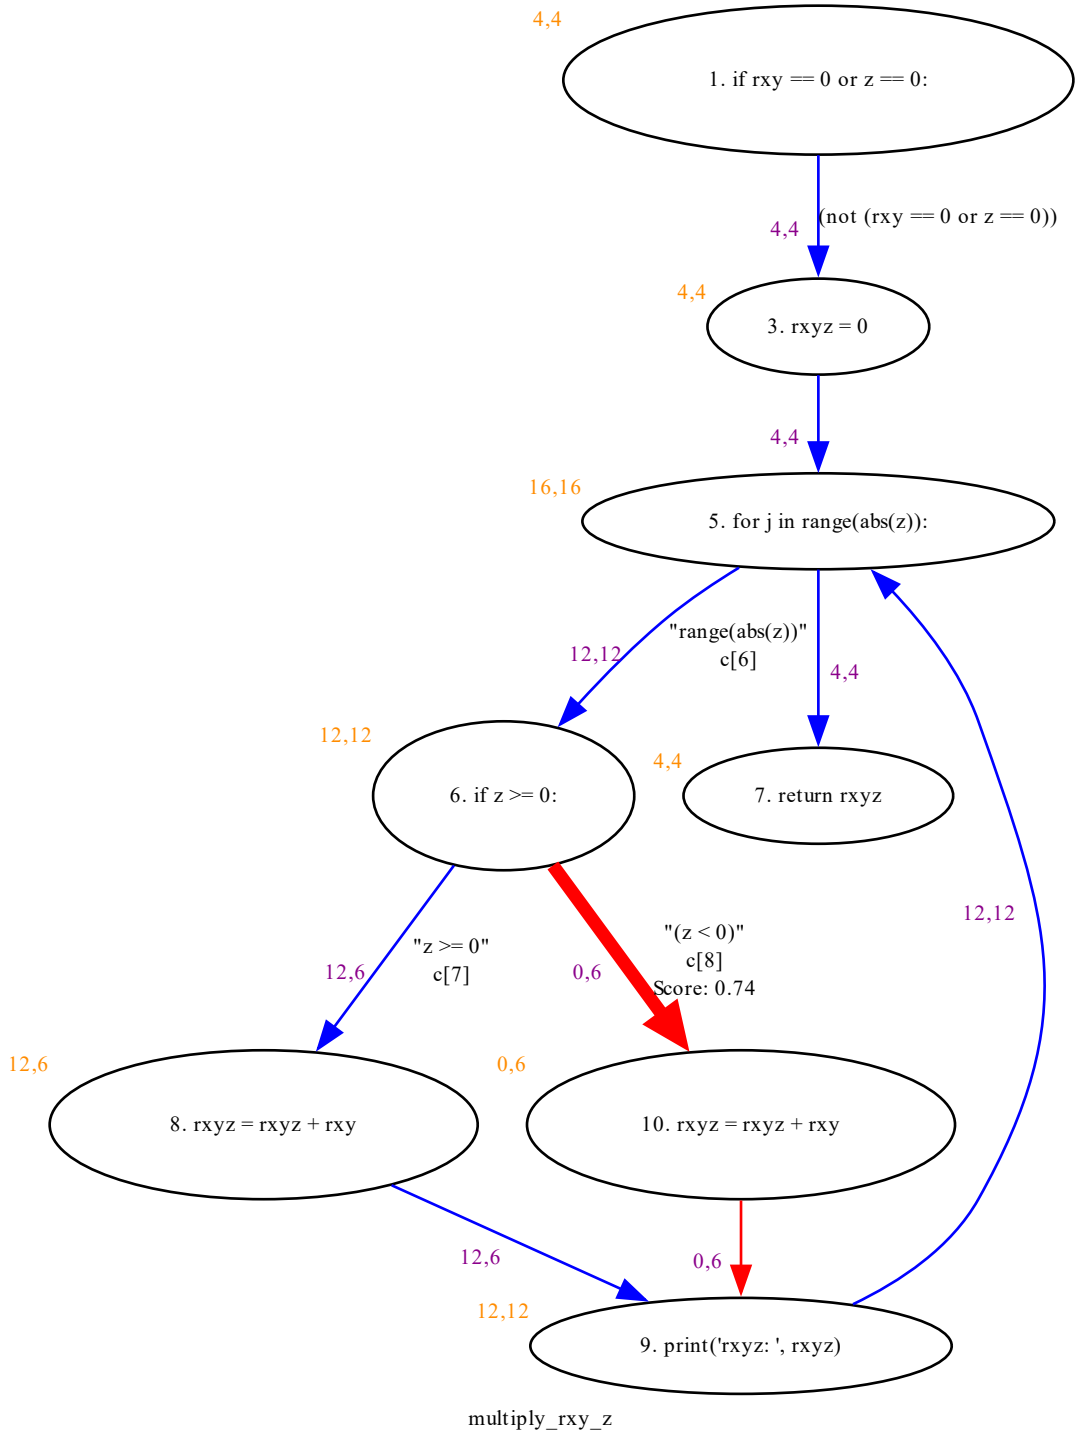 4,4
1. if rxy == 0 or z == 0:
(not (rxy == 0 or z == 0))
4,4
4,4
3. rxyz = 0
4,4
16,16
5. for j in range(abs(z)):
"range(abs(z))"
12,12
c[6]
4,4
12,12
6. if z >= 0:
4,4
7. return rxyz
12,12
"z >= 0"
12,6
c[7]
"(z < 0)"
c[8]
0,6
Score: 0.74
12,6
8. rxyz = rxyz + rxy
0,6
10. rxyz = rxyz + rxy
12,6
0,6
12,12
9. print('rxyz: ', rxyz)
multiply_rxy_z